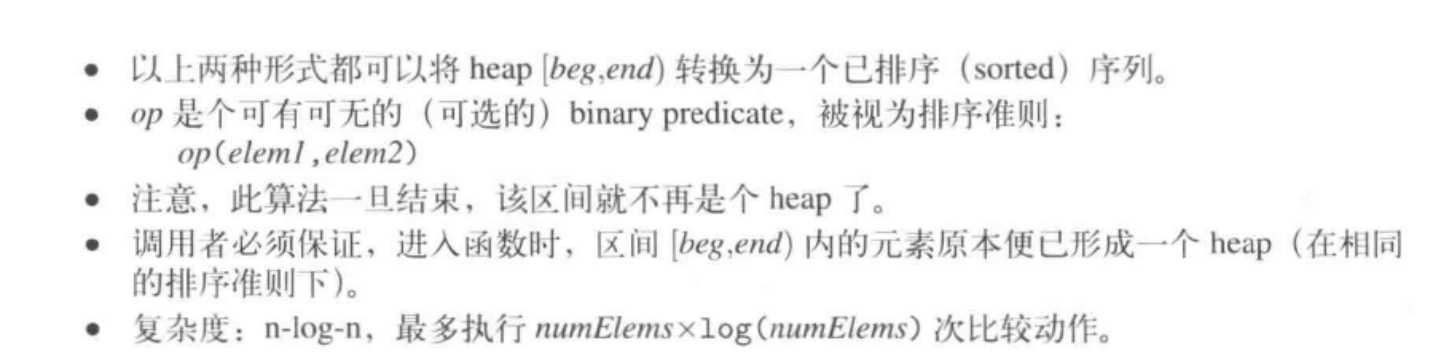 • 以上两种形式都可以将 heap [beg,end) 转换为一个已排序（sorted）序列。
• op 是个可有可无的（可选的）binary predicate，被视为排序准则：
op(elem1,elem2)
• 注意，此算法一旦结束，该区间就不再是个 heap 了。
• 调用者必须保证，进入函数时，区间 [beg,end) 内的元素原本便已形成一个 heap（在相同
的排序准则下）。
• 复杂度：n-log-n，最多执行 numElems×log(numElems) 次比较动作。